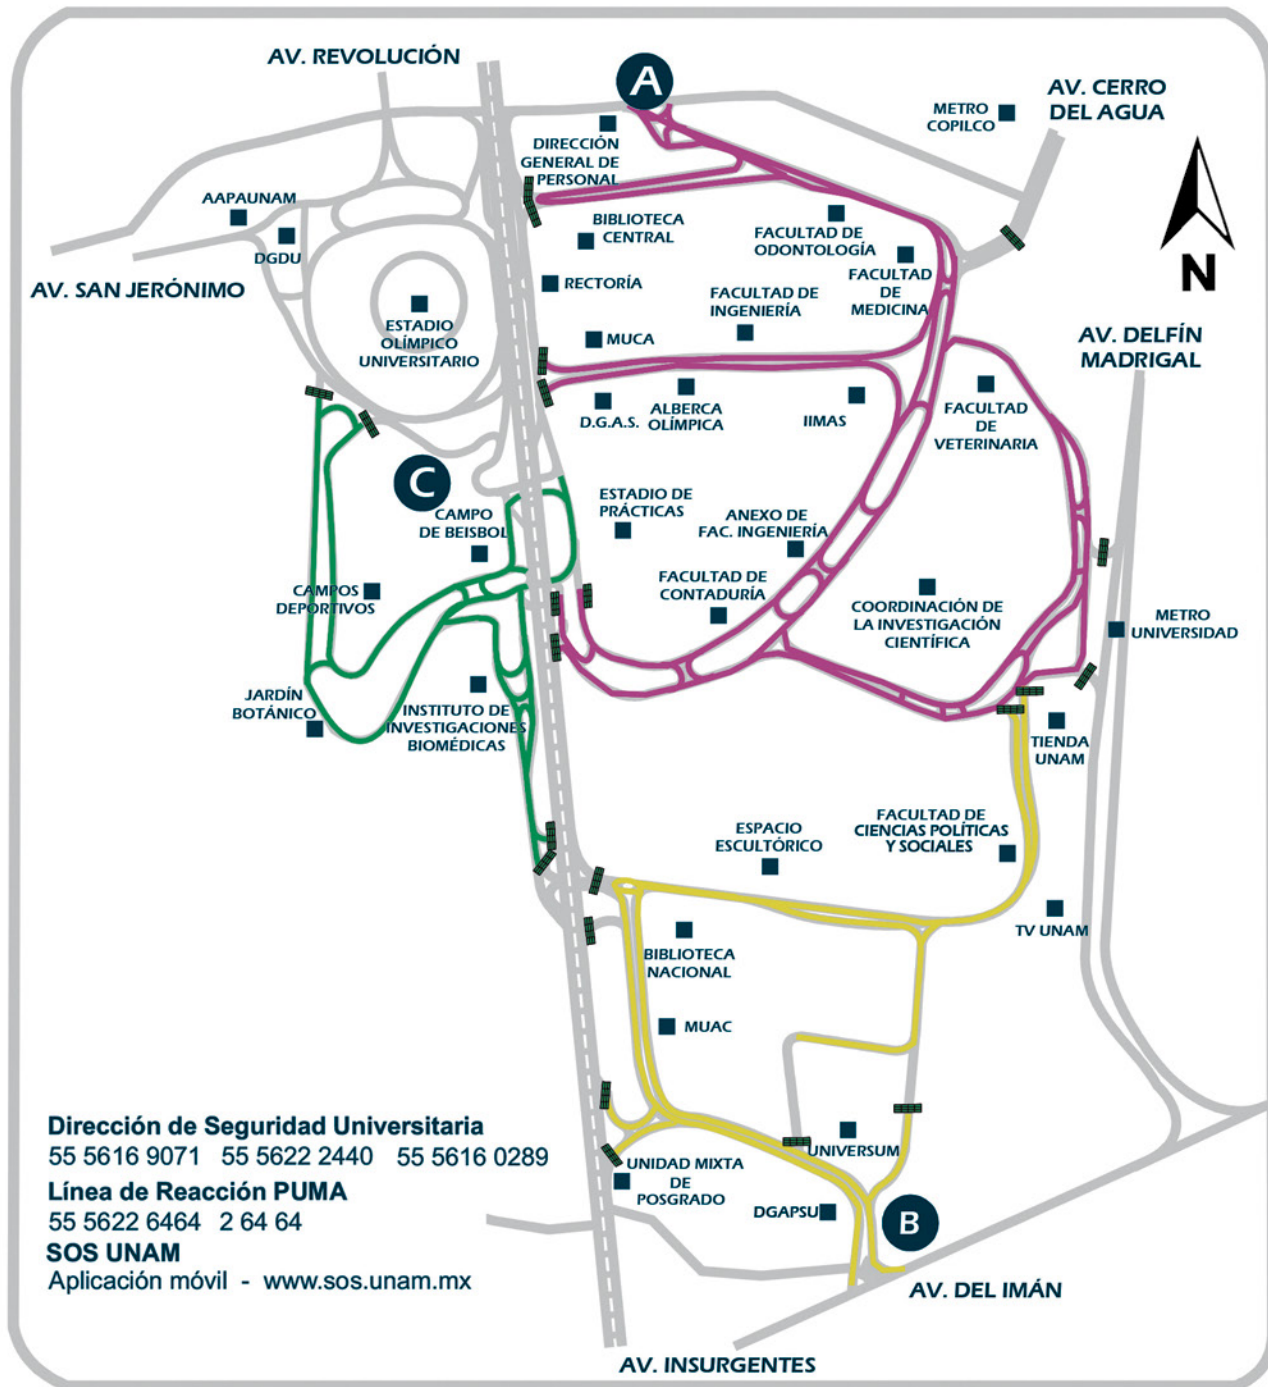 AV. REVOLUCIÓN
A
AV. CERRO
DEL AGUA
METRO
COPILCO
DIRECCIÓN
GENERAL DE
PERSONAL
AAPAUNAM
DGDU
BIBLIOTECA
CENTRAL
FACULTAD DE
ODONTOLOGÍA
FACULTAD
DE
MEDICINA
N
AV. SAN JERÓNIMO
RECTORÍA
FACULTAD DE
INGENIERÍA
ESTADIO
OLÍMPICO
UNIVERSITARIO
MUCA
AV. DELFÍN
MADRIGAL
D.G.A.S.
ALBERCA
OLÍMPICA
IIMAS
FACULTAD
DE
VETERINARIA
C
CAMPO
DE BEISBOL
ESTADIO DE
PRÁCTICAS
ANEXO DE
FAC. INGENIERÍA
CAMPOS
DEPORTIVOS
FACULTAD DE
CONTADURÍA
COORDINACIÓN DE
LA INVESTIGACIÓN
CIENTÍFICA
METRO
UNIVERSIDAD
JARDÍN
BOTÁNICO
INSTITUTO DE
INVESTIGACIONES
BIOMÉDICAS
TIENDA
UNAM
ESPACIO
ESCULTÓRICO
FACULTAD DE
CIENCIAS POLÍTICAS
Y SOCIALES
TV UNAM
BIBLIOTECA
NACIONAL
MUAC
UNIVERSUM
UNIDAD MIXTA
DE
POSGRADO
DGAPSU
B
AV. DEL IMÁN
AV. INSURGENTES
Dirección de Seguridad Universitaria
55 5616 9071 55 5622 2440 55 5616 0289
Línea de Reacción PUMA
55 5622 6464 2 64 64
SOS UNAM
Aplicación móvil - www.sos.unam.mx